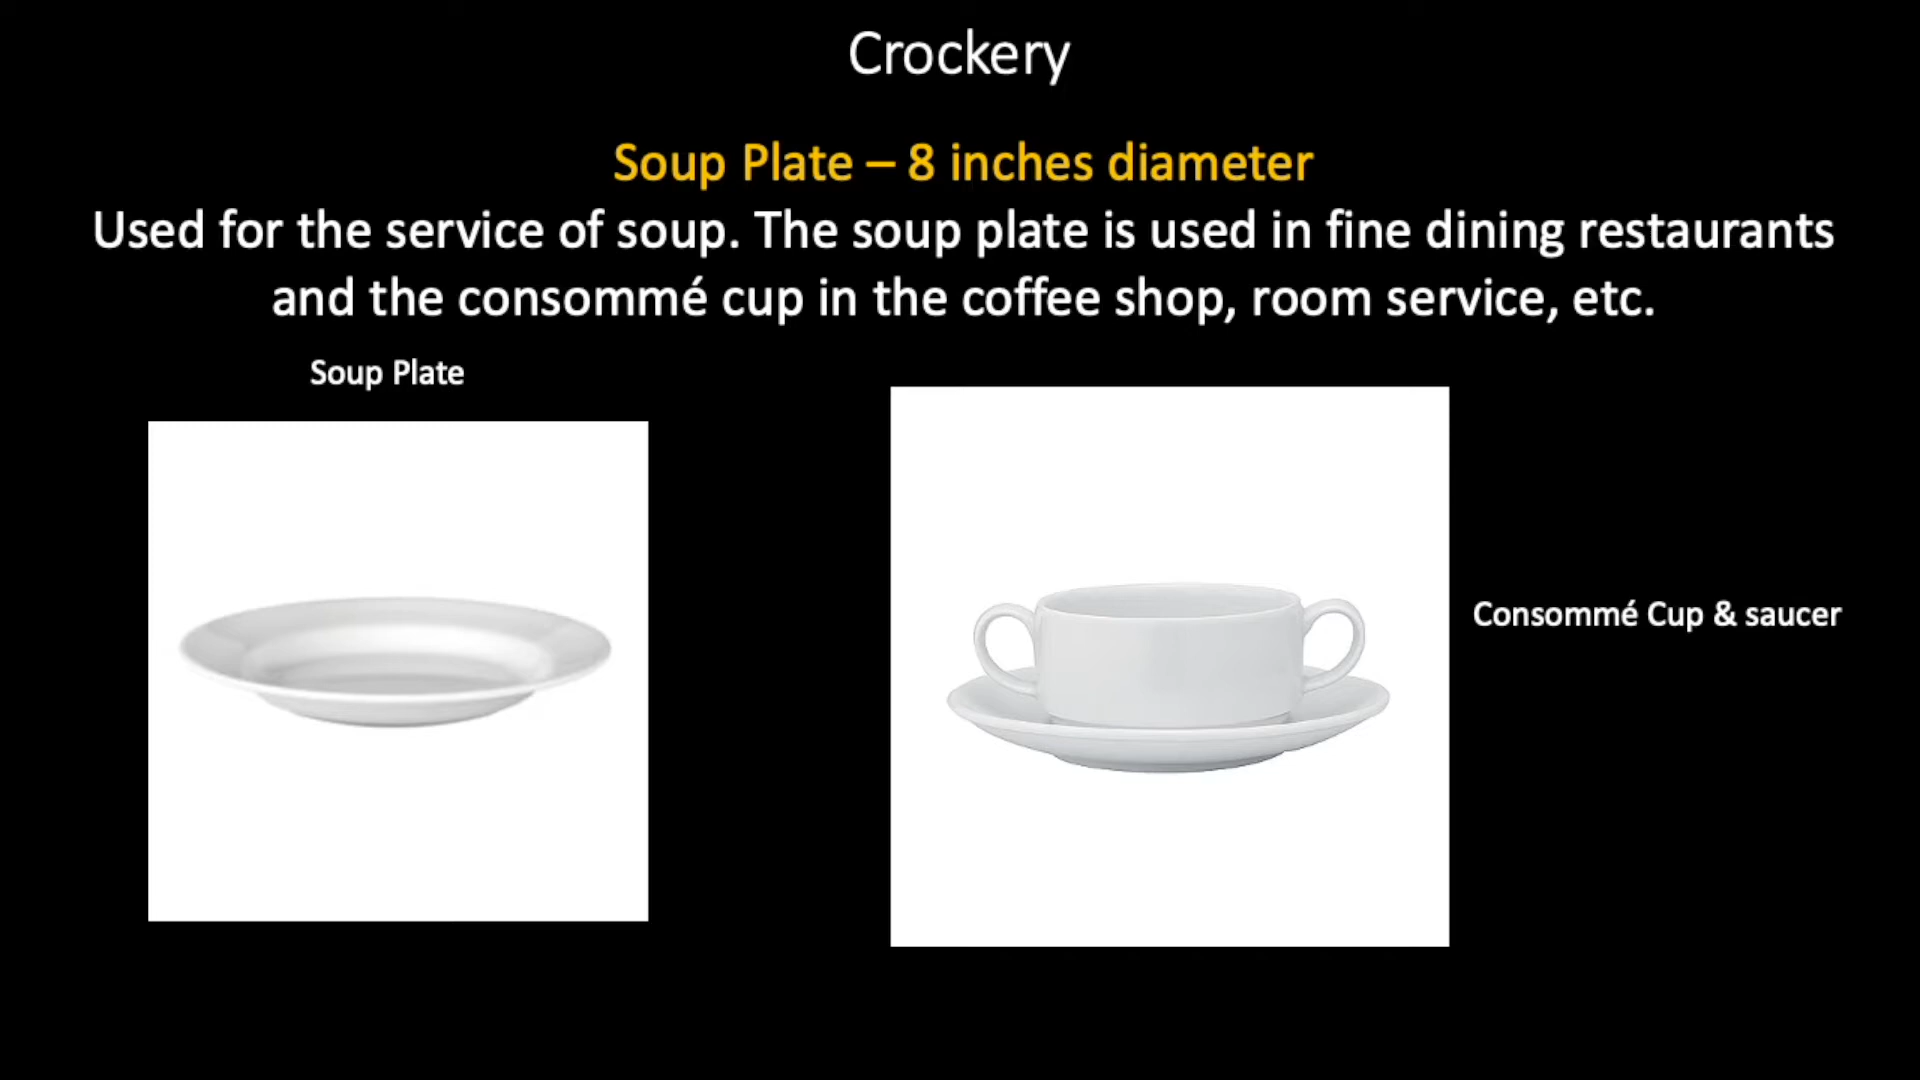 Crockery
Soup Plate – 8 inches diameter
Used for the service of soup. The soup plate is used in fine dining restaurants
and the consommé cup in the coffee shop, room service, etc.
Soup Plate
Consommé Cup & saucer